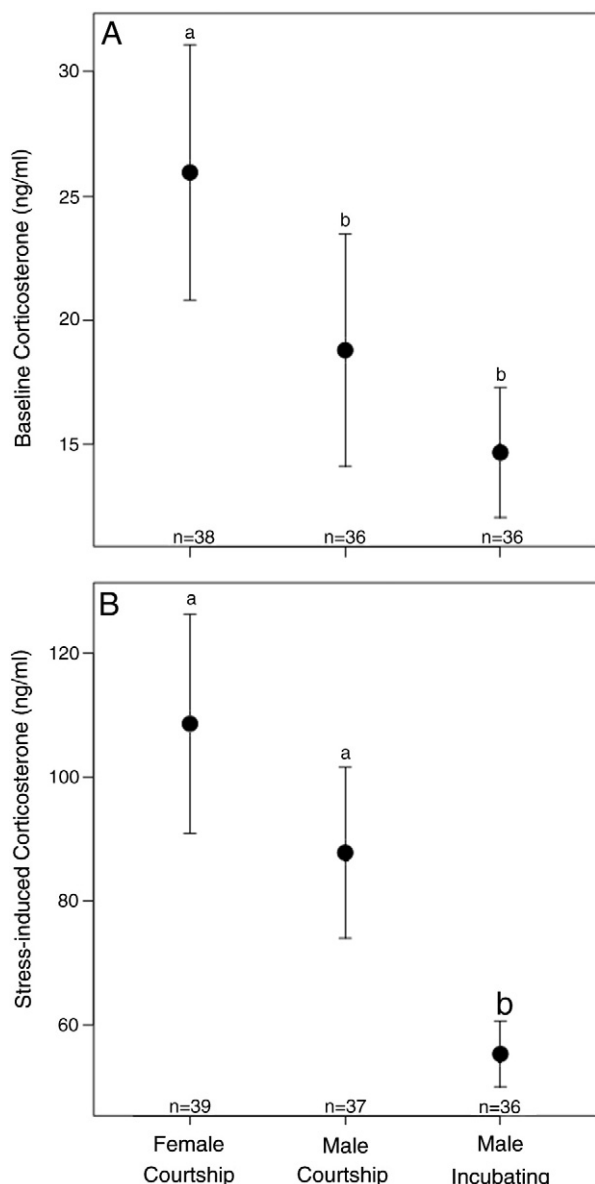 A
a
30
b
25
b
20
15
Baseline Corticosterone (ng/ml)
n=38 n=36 n=36
B
a
120
a
100
80
b
60
Stress-induced Corticosterone (ng/ml)
n=39 n=37 n=36
Female Male Male
Courtship Courtship Incubating